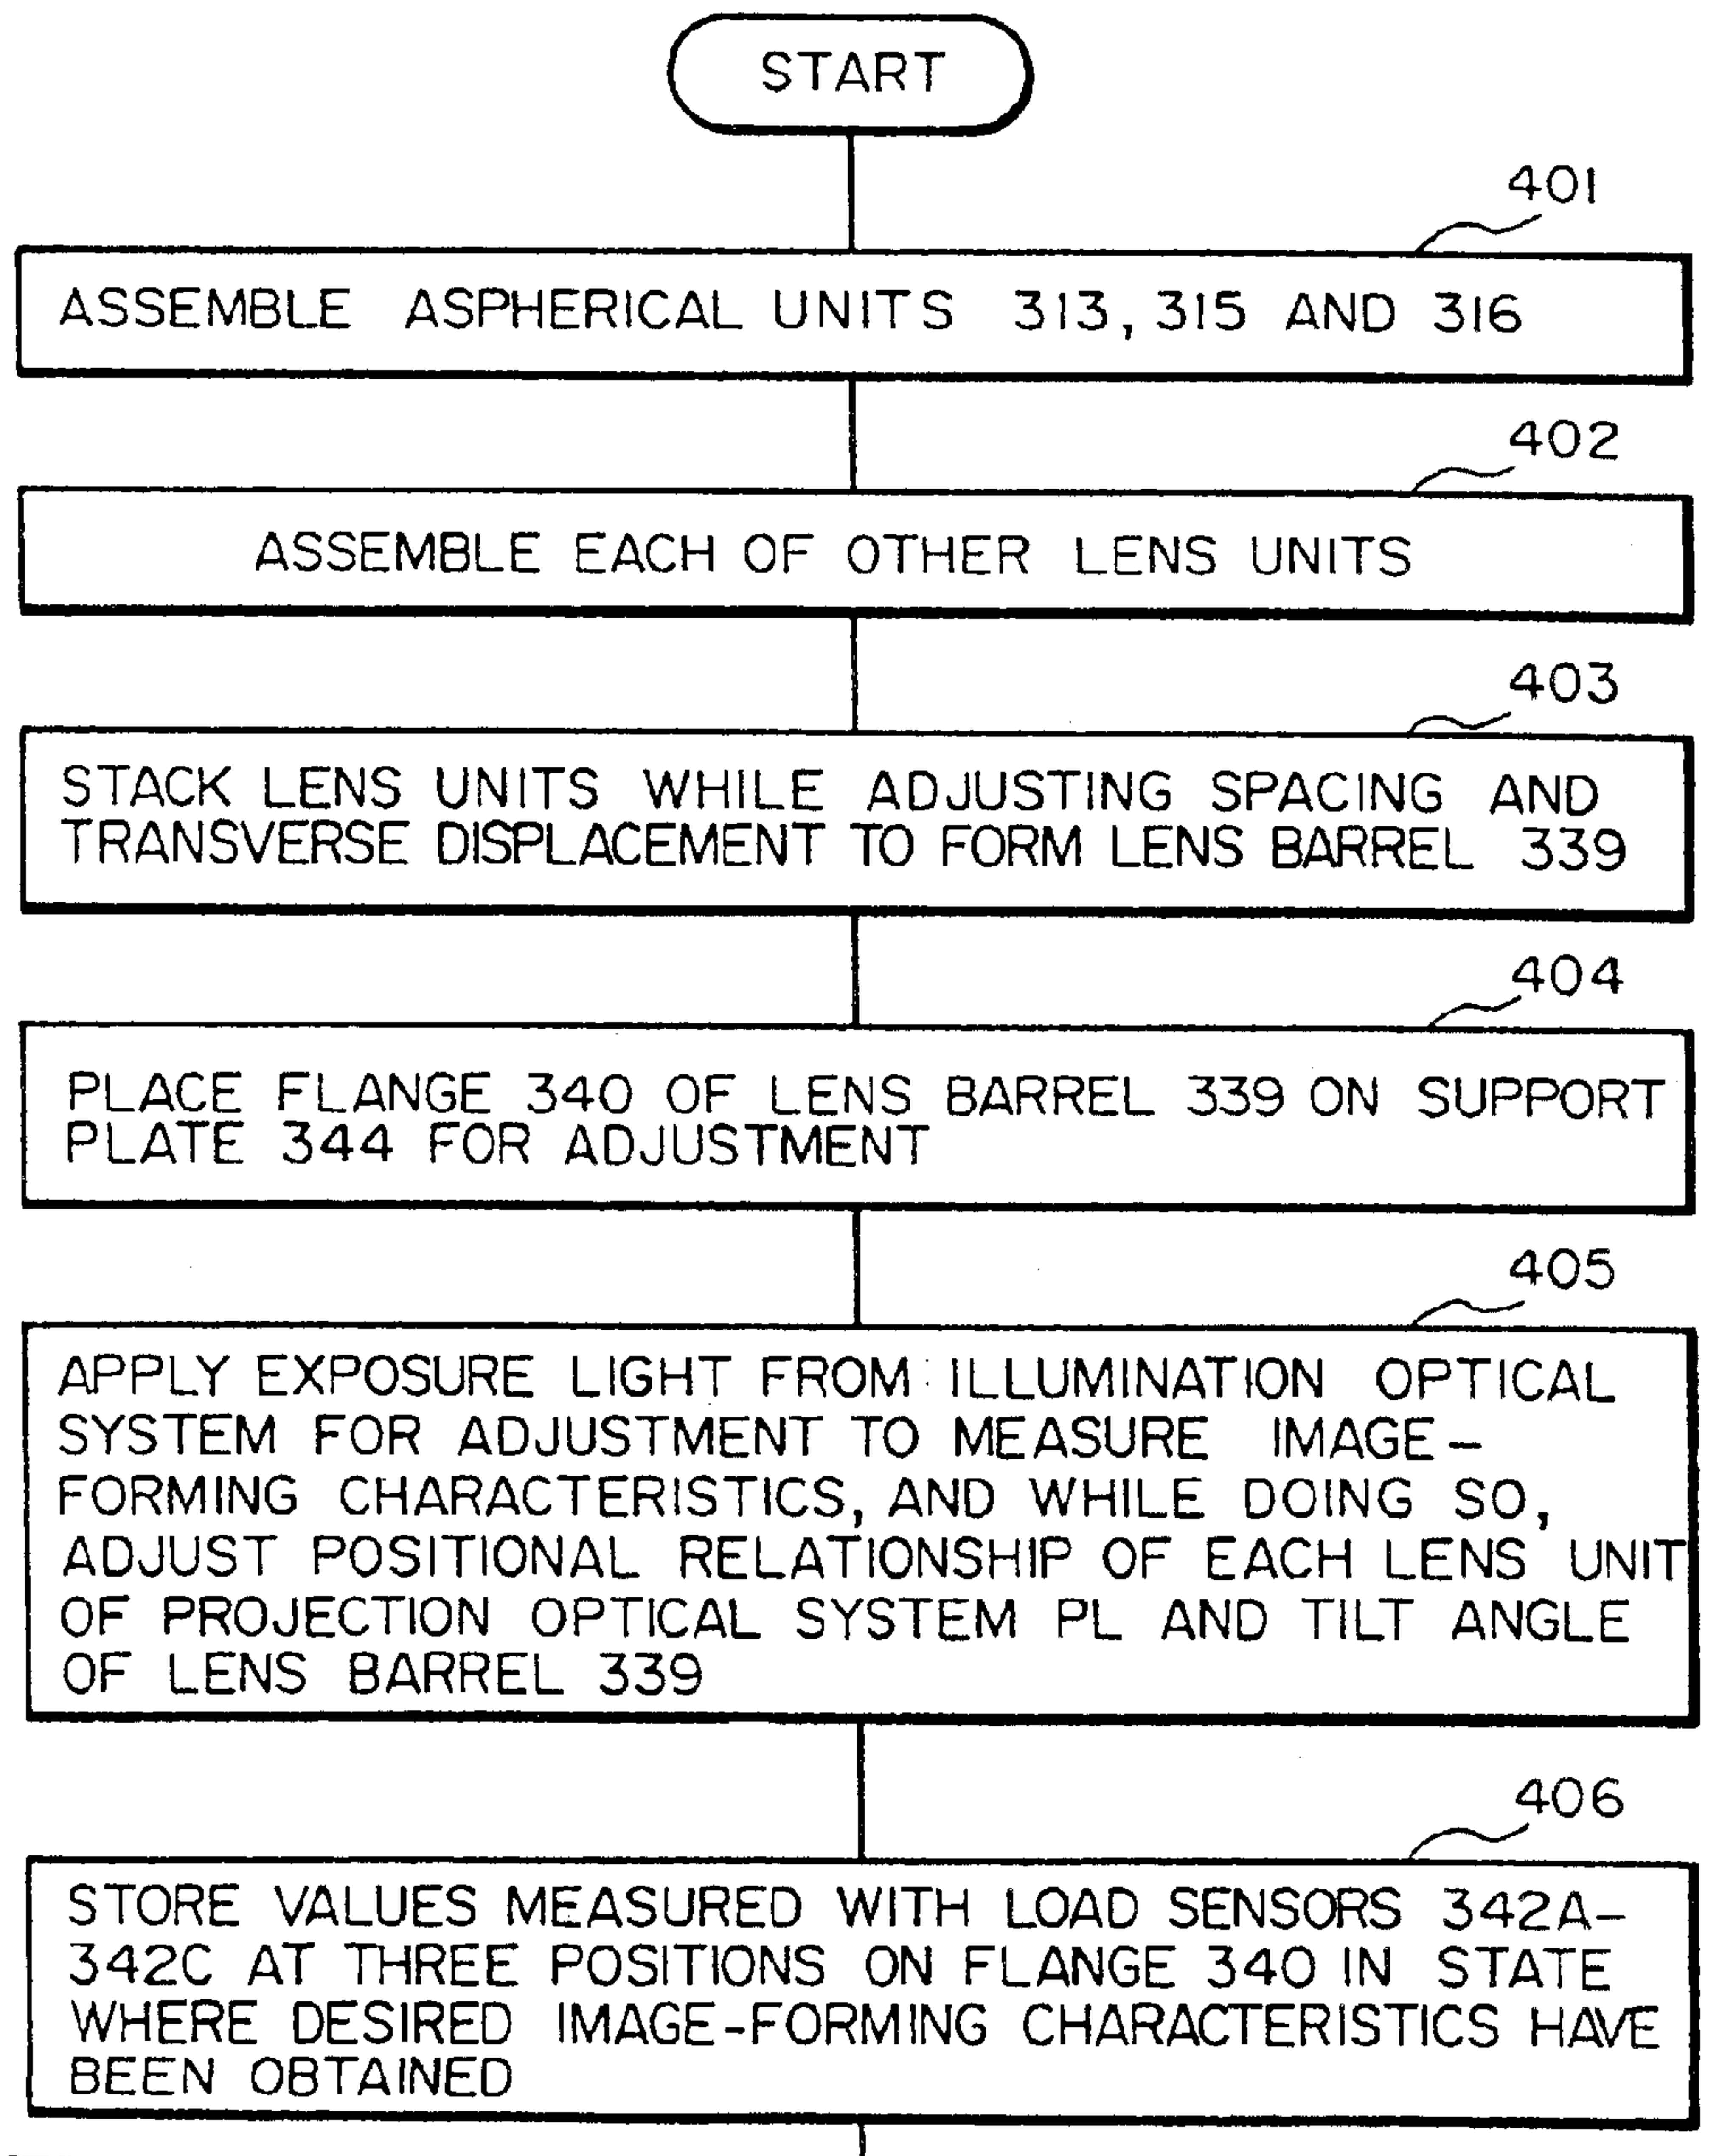 START
401
ASSEMBLE ASPHERICAL UNITS 313, 315 AND 316
402
ASSEMBLE EACH OF OTHER LENS UNITS
403
STACK LENS UNITS WHILE ADJUSTING SPACING AND
TRANSVERSE DISPLACEMENT TO FORM LENS BARREL 339
404
PLACE FLANGE 340 OF LENS BARREL 339 ON SUPPORT
PLATE 344 FOR ADJUSTMENT
405
APPLY EXPOSURE LIGHT FROM ILLUMINATION OPTICAL
SYSTEM FOR ADJUSTMENT TO MEASURE IMAGE-
FORMING CHARACTERISTICS, AND WHILE DOING SO,
ADJUST POSITIONAL RELATIONSHIP OF EACH LENS UNIT
OF PROJECTION OPTICAL SYSTEM PL AND TILT ANGLE
OF LENS BARREL 339
406
STORE VALUES MEASURED WITH LOAD SENSORS 342A-
342C AT THREE POSITIONS ON FLANGE 340 IN STATE
WHERE DESIRED IMAGE-FORMING CHARACTERISTICS HAVE
BEEN OBTAINED